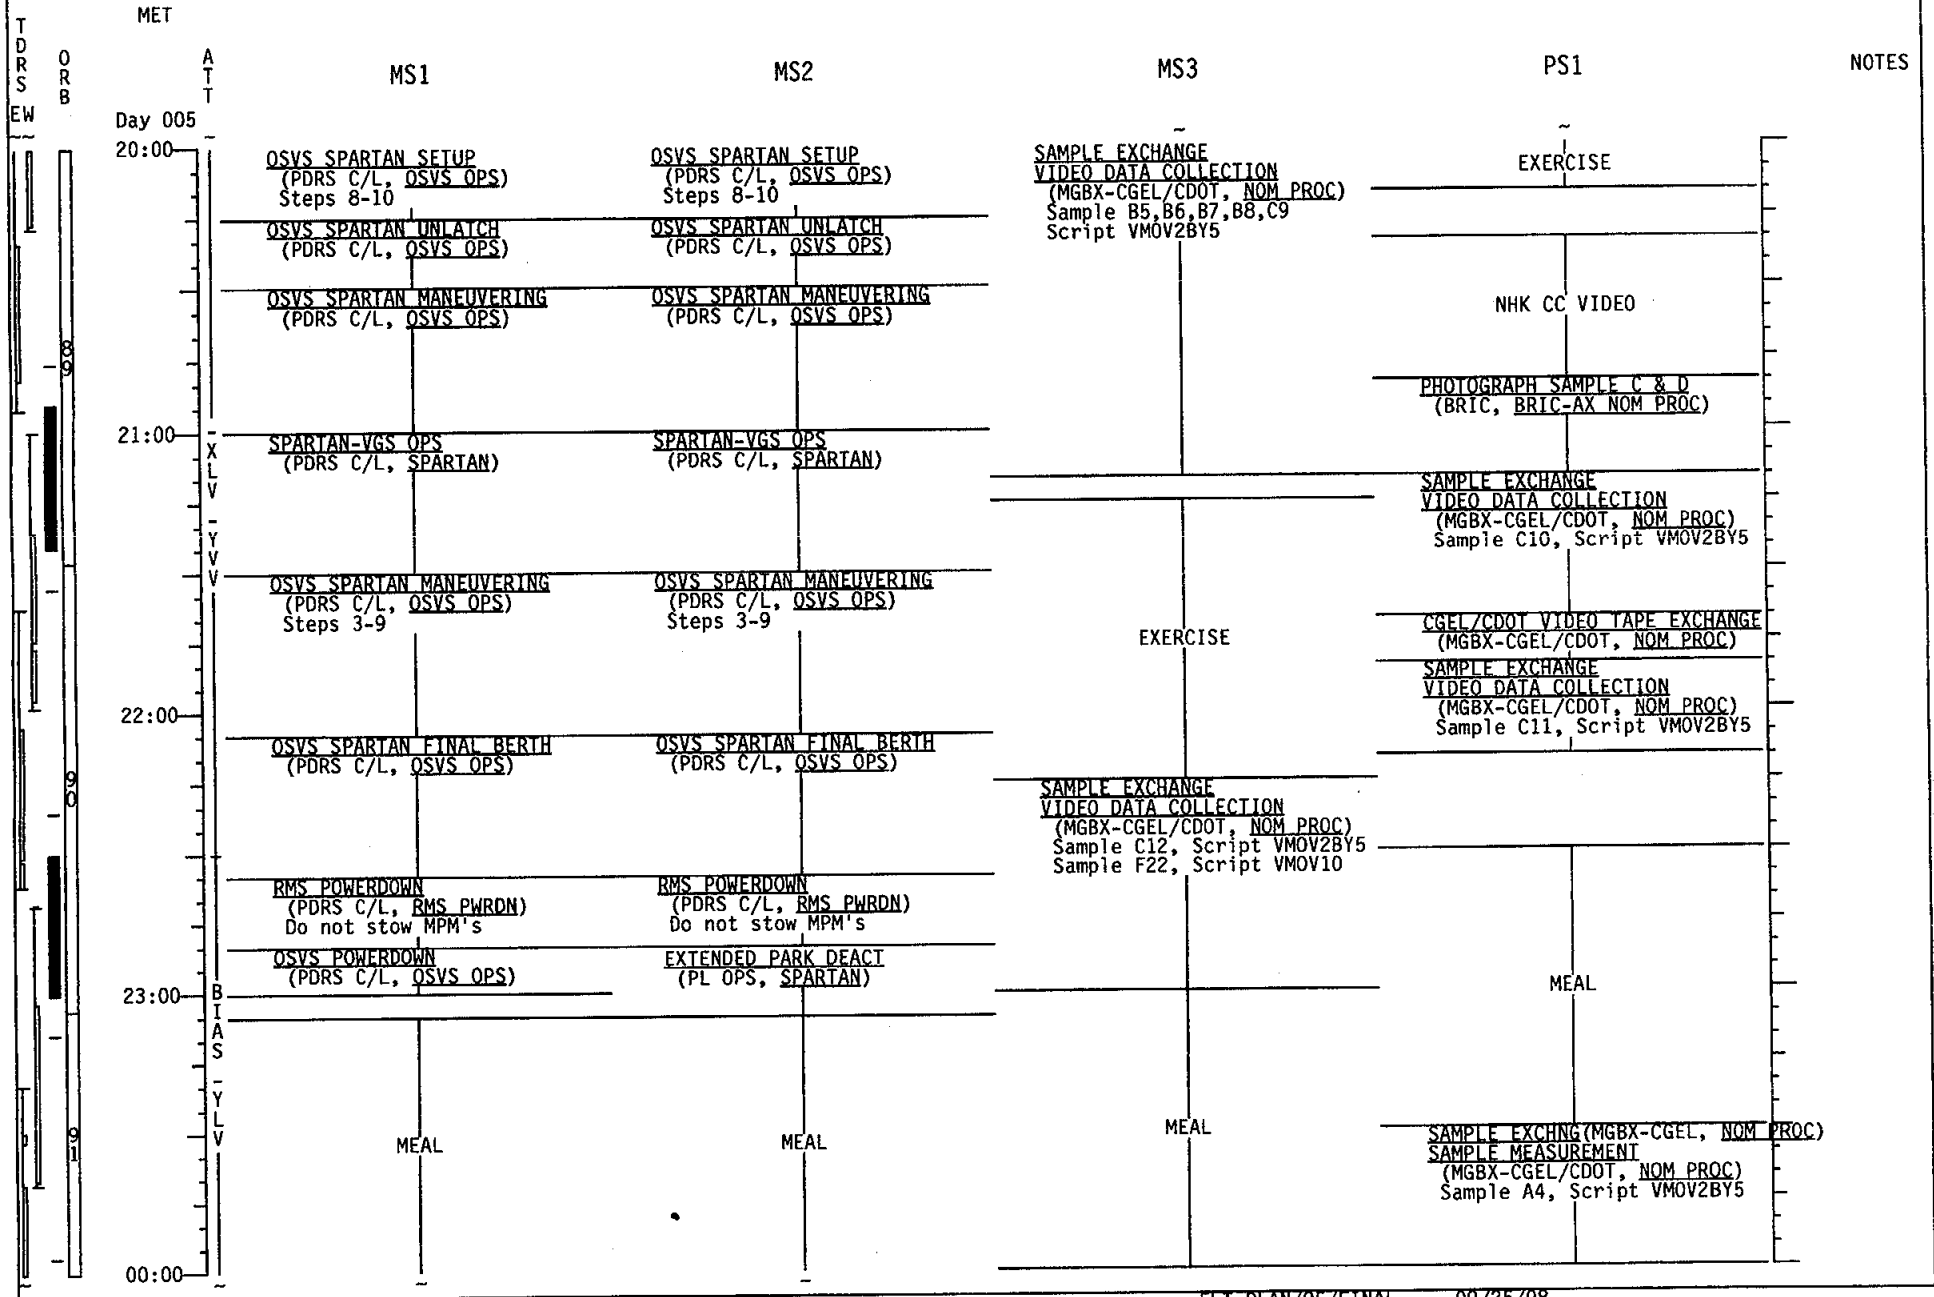 MET
TDRS
ORB
ATT
MS1
MS2
MS3
PS1
NOTES
EW
Day 005
20:00
21:00
22:00
23:00
00:00
89
90
91
-XLV
-YVV
BIAS
-YLV
OSVS SPARTAN SETUP
(PDRS C/L, OSVS OPS)
Steps 8-10
OSVS SPARTAN UNLATCH
(PDRS C/L, OSVS OPS)
OSVS SPARTAN MANEUVERING
(PDRS C/L, OSVS OPS)
SPARTAN-VGS OPS
(PDRS C/L, SPARTAN)
OSVS SPARTAN MANEUVERING
(PDRS C/L, OSVS OPS)
Steps 3-9
OSVS SPARTAN FINAL BERTH
(PDRS C/L, OSVS OPS)
RMS POWERDOWN
(PDRS C/L, RMS PWRDN)
Do not stow MPM's
OSVS POWERDOWN
(PDRS C/L, OSVS OPS)
MEAL
OSVS SPARTAN SETUP
(PDRS C/L, OSVS OPS)
Steps 8-10
OSVS SPARTAN UNLATCH
(PDRS C/L, OSVS OPS)
OSVS SPARTAN MANEUVERING
(PDRS C/L, OSVS OPS)
SPARTAN-VGS OPS
(PDRS C/L, SPARTAN)
OSVS SPARTAN MANEUVERING
(PDRS C/L, OSVS OPS)
Steps 3-9
OSVS SPARTAN FINAL BERTH
(PDRS C/L, OSVS OPS)
RMS POWERDOWN
(PDRS C/L, RMS PWRDN)
Do not stow MPM's
EXTENDED PARK DEACT
(PL OPS, SPARTAN)
MEAL
SAMPLE EXCHANGE
VIDEO DATA COLLECTION
(MGBX-CGEL/CDOT, NOM PROC)
Sample B5,B6,B7,B8,C9
Script VMOV2BY5
EXERCISE
SAMPLE EXCHANGE
VIDEO DATA COLLECTION
(MGBX-CGEL/CDOT, NOM PROC)
Sample C12, Script VMOV2BY5
Sample F22, Script VMOV10
MEAL
EXERCISE
NHK CC VIDEO
PHOTOGRAPH SAMPLE C & D
(BRIC, BRIC-AX NOM PROC)
SAMPLE EXCHANGE
VIDEO DATA COLLECTION
(MGBX-CGEL/CDOT, NOM PROC)
Sample C10, Script VMOV2BY5
CGEL/CDOT VIDEO TAPE EXCHANGE
(MGBX-CGEL/CDOT, NOM PROC)
SAMPLE EXCHANGE
VIDEO DATA COLLECTION
(MGBX-CGEL/CDOT, NOM PROC)
Sample C11, Script VMOV2BY5
MEAL
SAMPLE EXCHNG(MGBX-CGEL, NOM PROC)
SAMPLE MEASUREMENT
(MGBX-CGEL/CDOT, NOM PROC)
Sample A4, Script VMOV2BY5